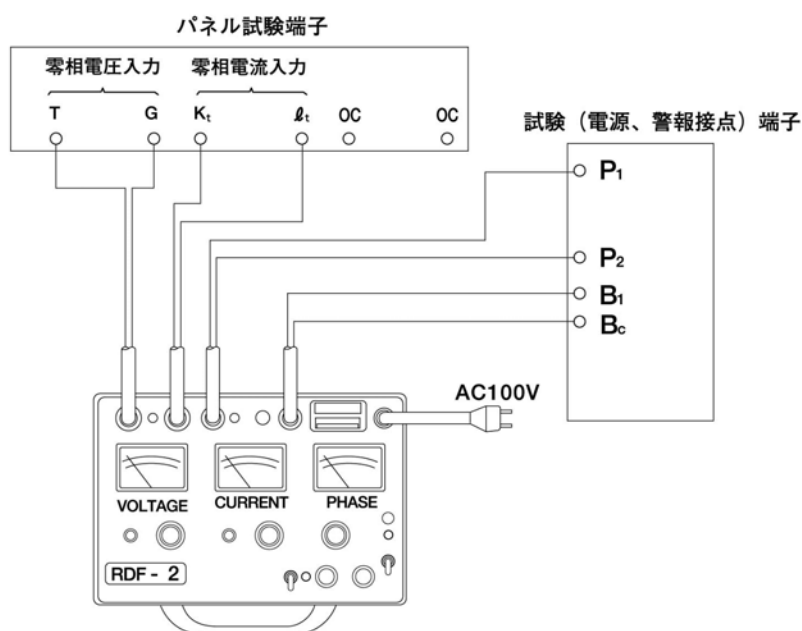 パネル試験端子
零相電圧入力 零相電流入力
T G Kt ℓt OC OC
試験（電源、警報接点）端子
P1
P2
B1
Bc
AC100V
VOLTAGE CURRENT PHASE
RDF - 2